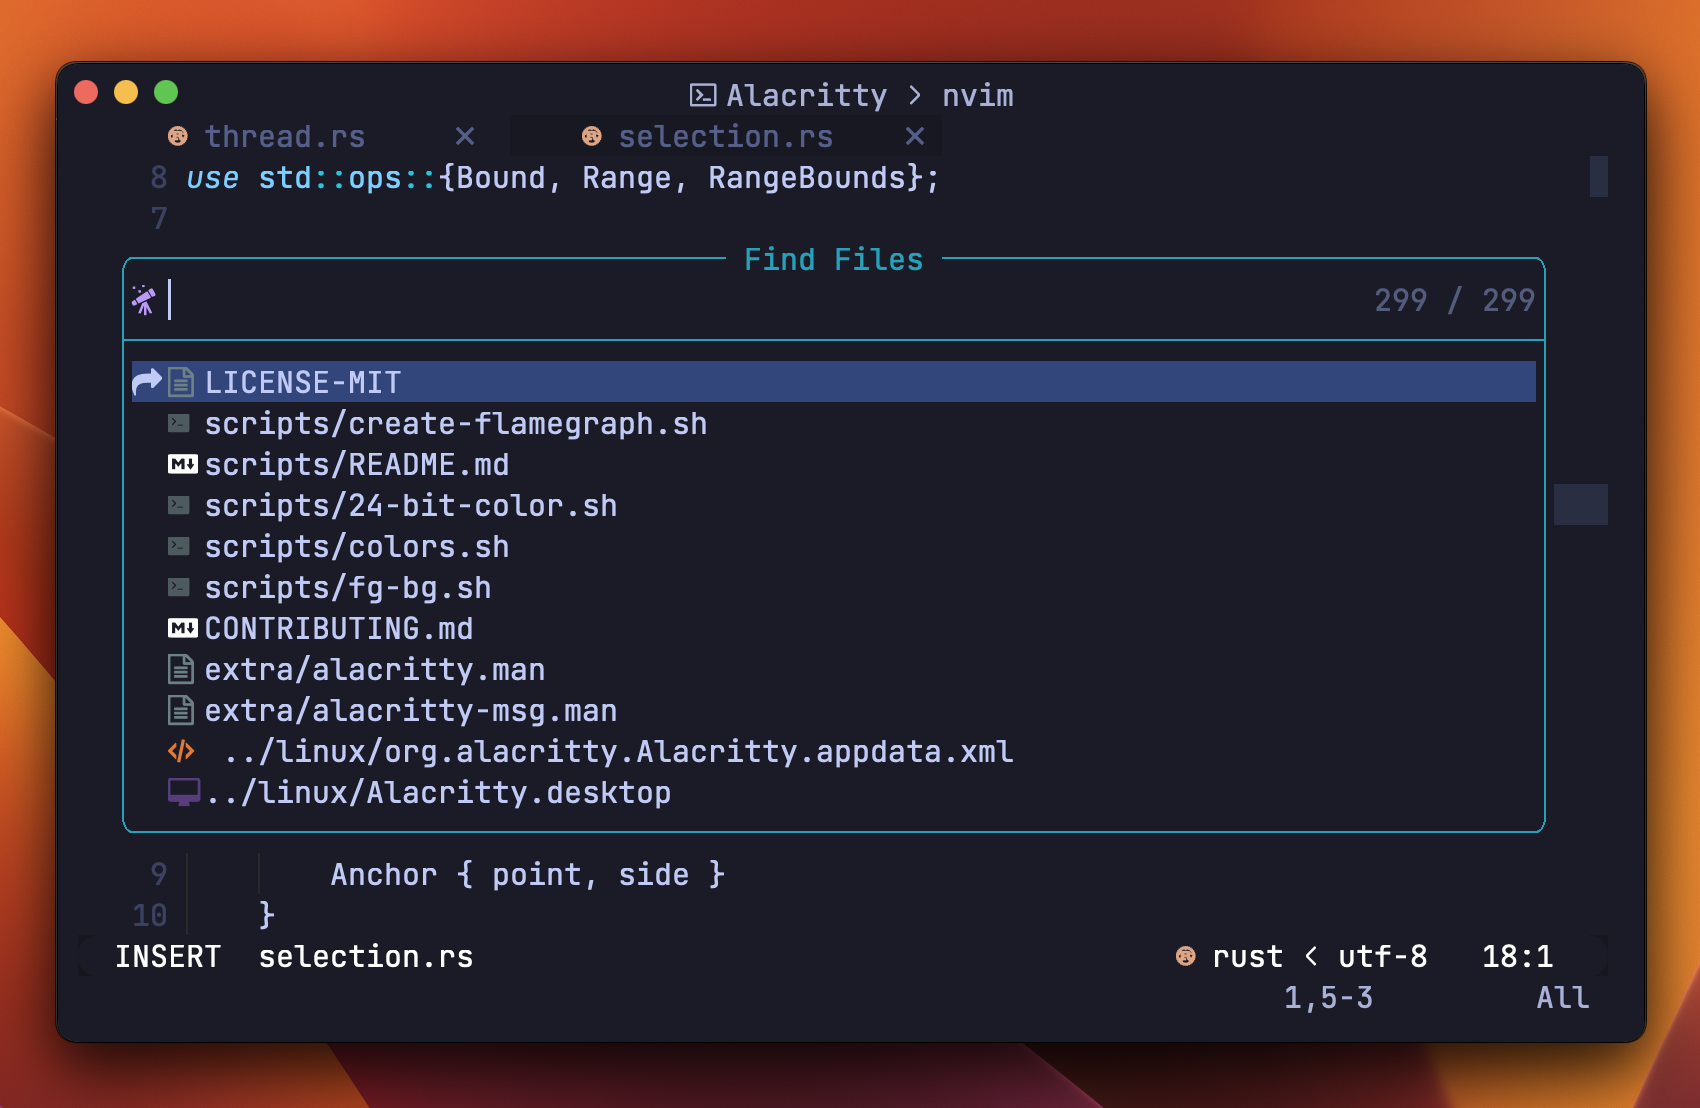 Alacritty > nvim
thread.rs ✕ selection.rs ✕
8 use std::ops::{Bound, Range, RangeBounds};
7
Find Files
299 / 299
LICENSE-MIT
scripts/create-flamegraph.sh
M↓ scripts/README.md
scripts/24-bit-color.sh
scripts/colors.sh
scripts/fg-bg.sh
M↓ CONTRIBUTING.md
extra/alacritty.man
extra/alacritty-msg.man
../linux/org.alacritty.Alacritty.appdata.xml
../linux/Alacritty.desktop
9 Anchor { point, side }
10 }
INSERT selection.rs rust < utf-8 18:1
1,5-3 All